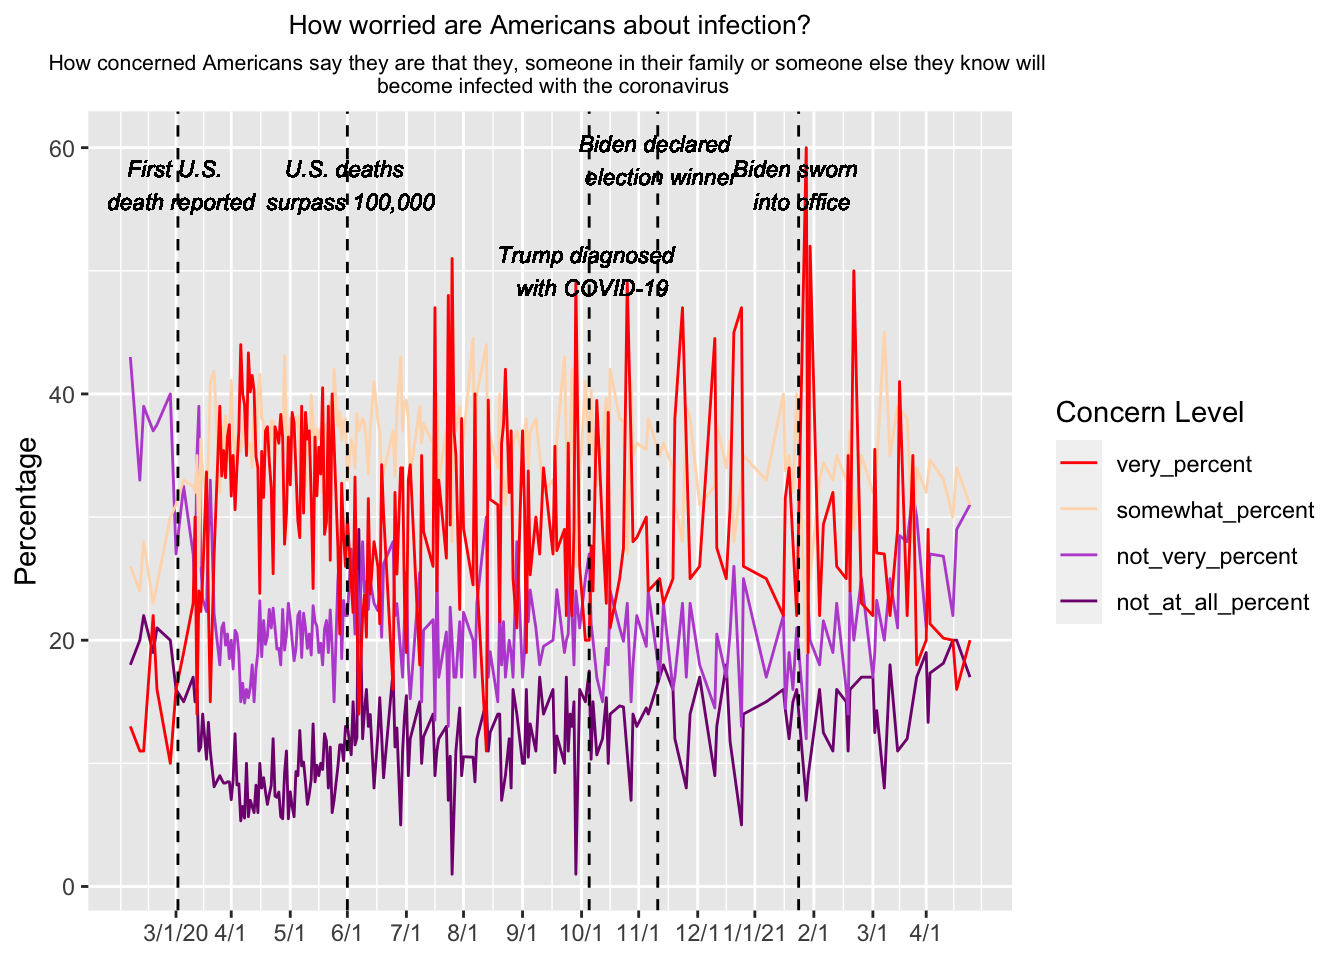 How worried are Americans about infection?
How concerned Americans say they are that they, someone in their family or someone else they know will
become infected with the coronavirus
Percentage
60
40
20
0
First U.S.
death reported
U.S. deaths
surpass 100,000
Biden declared
election winner
Biden sworn
into office
Trump diagnosed
with COVID-19
3/1/20 4/1 5/1 6/1 7/1 8/1 9/1 10/1 11/1 12/1 1/1/21 2/1 3/1 4/1
Concern Level
very_percent
somewhat_percent
not_very_percent
not_at_all_percent